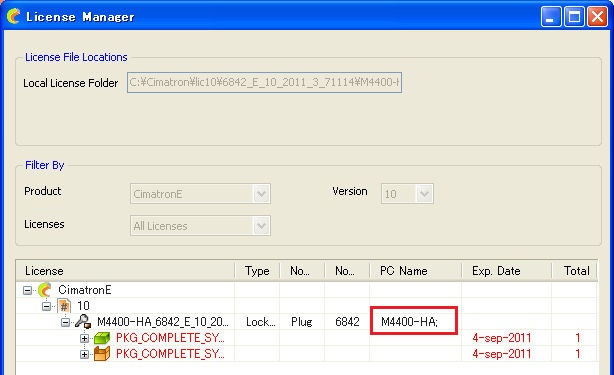 License Manager
License File Locations
Local License Folder C:¥Cimatron¥lic10¥6842_E_10_2011_3_71114¥M4400-H
Filter By
Product CimatronE Version 10
Licenses All Licenses
License Type No... No... PC Name Exp. Date Total
CimatronE
10
M4400-HA_6842_E_10_20... Lock... Plug 6842 M4400-HA;
PKG_COMPLETE_SY... 4-sep-2011 1
PKG_COMPLETE_SY... 4-sep-2011 1